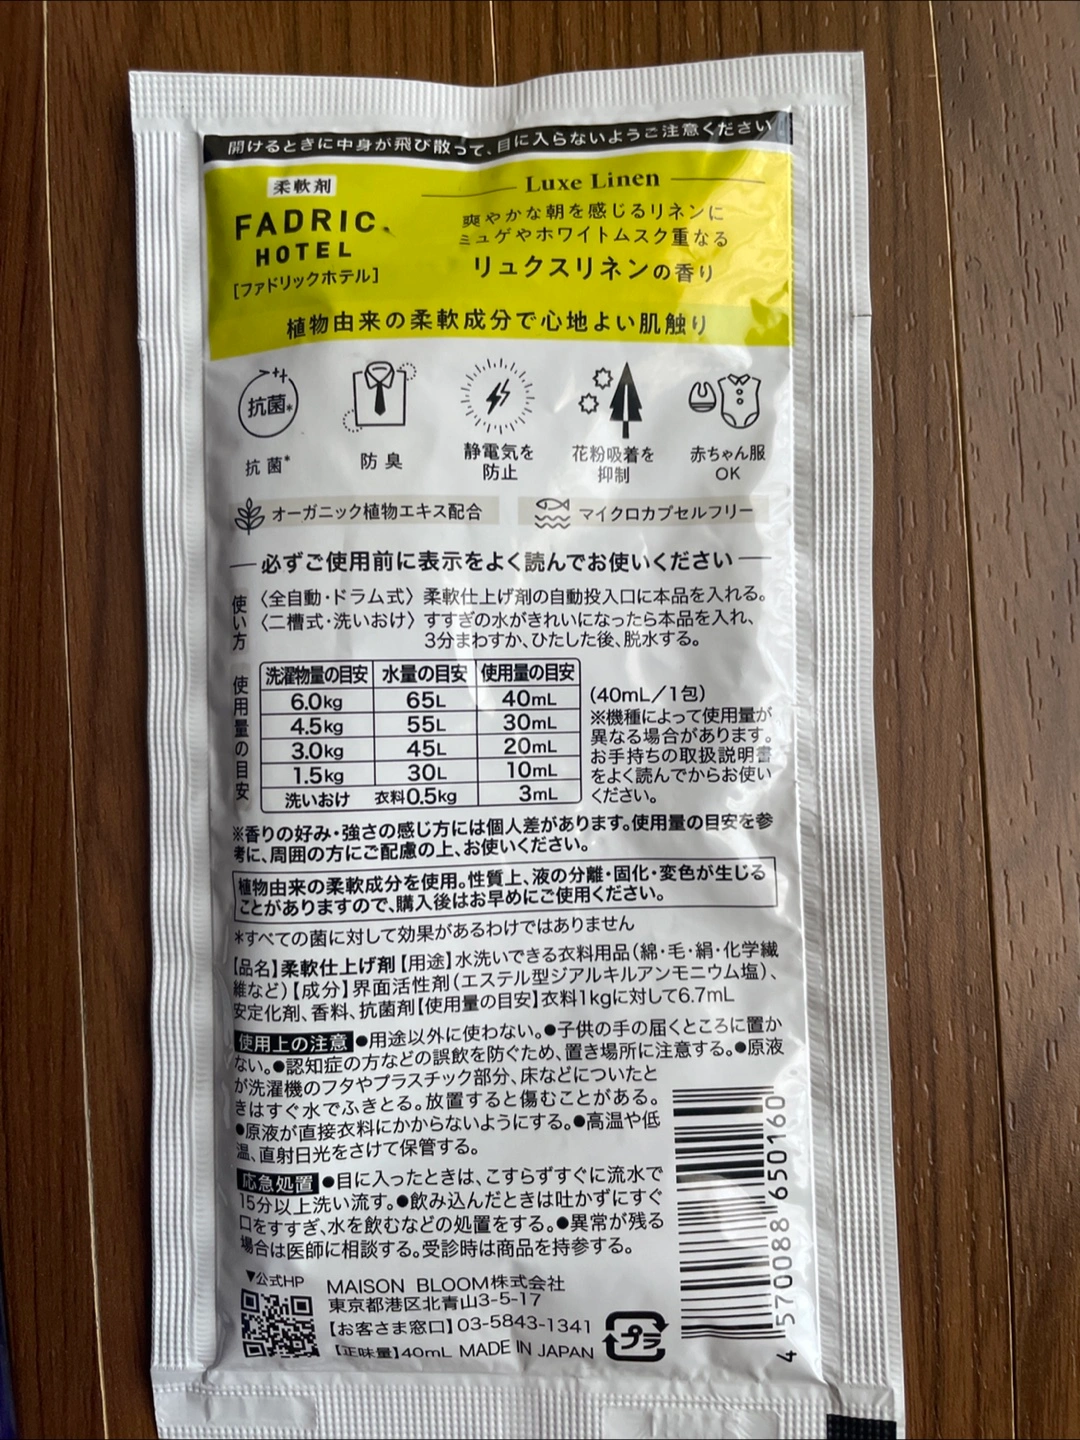 開けるときに中身が飛び散って、目に入らないようご注意ください
柔軟剤
FADRIC.
HOTEL
[ファドリックホテル]
Luxe Linen
爽やかな朝を感じるリネンに
ミュゲやホワイトムスク重なる
リュクスリネンの香り
植物由来の柔軟成分で心地よい肌触り
抗菌*
抗菌*
防臭
静電気を
防止
花粉吸着を
抑制
赤ちゃん服
OK
オーガニック植物エキス配合
マイクロカプセルフリー
必ずご使用前に表示をよく読んでお使いください
使い方
〈全自動・ドラム式〉柔軟仕上げ剤の自動投入口に本品を入れる。
〈二槽式・洗いおけ〉すすぎの水がきれいになったら本品を入れ、
3分まわすか、ひたした後、脱水する。
使用量の目安
洗濯物量の目安 水量の目安 使用量の目安
6.0kg 65L 40mL
4.5kg 55L 30mL
3.0kg 45L 20mL
1.5kg 30L 10mL
洗いおけ 衣料0.5kg 3mL
(40mL/1包)
※機種によって使用量が
異なる場合があります。
お手持ちの取扱説明書
をよく読んでからお使い
ください。
※香りの好み・強さの感じ方には個人差があります。使用量の目安を参
考に、周囲の方にご配慮の上、お使いください。
植物由来の柔軟成分を使用。性質上、液の分離・固化・変色が生じる
ことがありますので、購入後はお早めにご使用ください。
*すべての菌に対して効果があるわけではありません
【品名】柔軟仕上げ剤【用途】水洗いできる衣料用品(綿・毛・絹・化学繊
維など)【成分】界面活性剤(エステル型ジアルキルアンモニウム塩)、
安定化剤、香料、抗菌剤【使用量の目安】衣料1kgに対して6.7mL
使用上の注意 ●用途以外に使わない。●子供の手の届くところに置か
ない。●認知症の方などの誤飲を防ぐため、置き場所に注意する。●原液
が洗濯機のフタやプラスチック部分、床などについたと
きはすぐ水でふきとる。放置すると傷むことがある。
●原液が直接衣料にかからないようにする。●高温や低
温、直射日光をさけて保管する。
応急処置 ●目に入ったときは、こすらずすぐに流水で
15分以上洗い流す。●飲み込んだときは吐かずにすぐ
口をすすぎ、水を飲むなどの処置をする。●異常が残る
場合は医師に相談する。受診時は商品を持参する。
▼公式HP
MAISON BLOOM株式会社
東京都港区北青山3-5-17
【お客さま窓口】03-5843-1341
【正味量】40mL MADE IN JAPAN
プラ
4 570088 650160